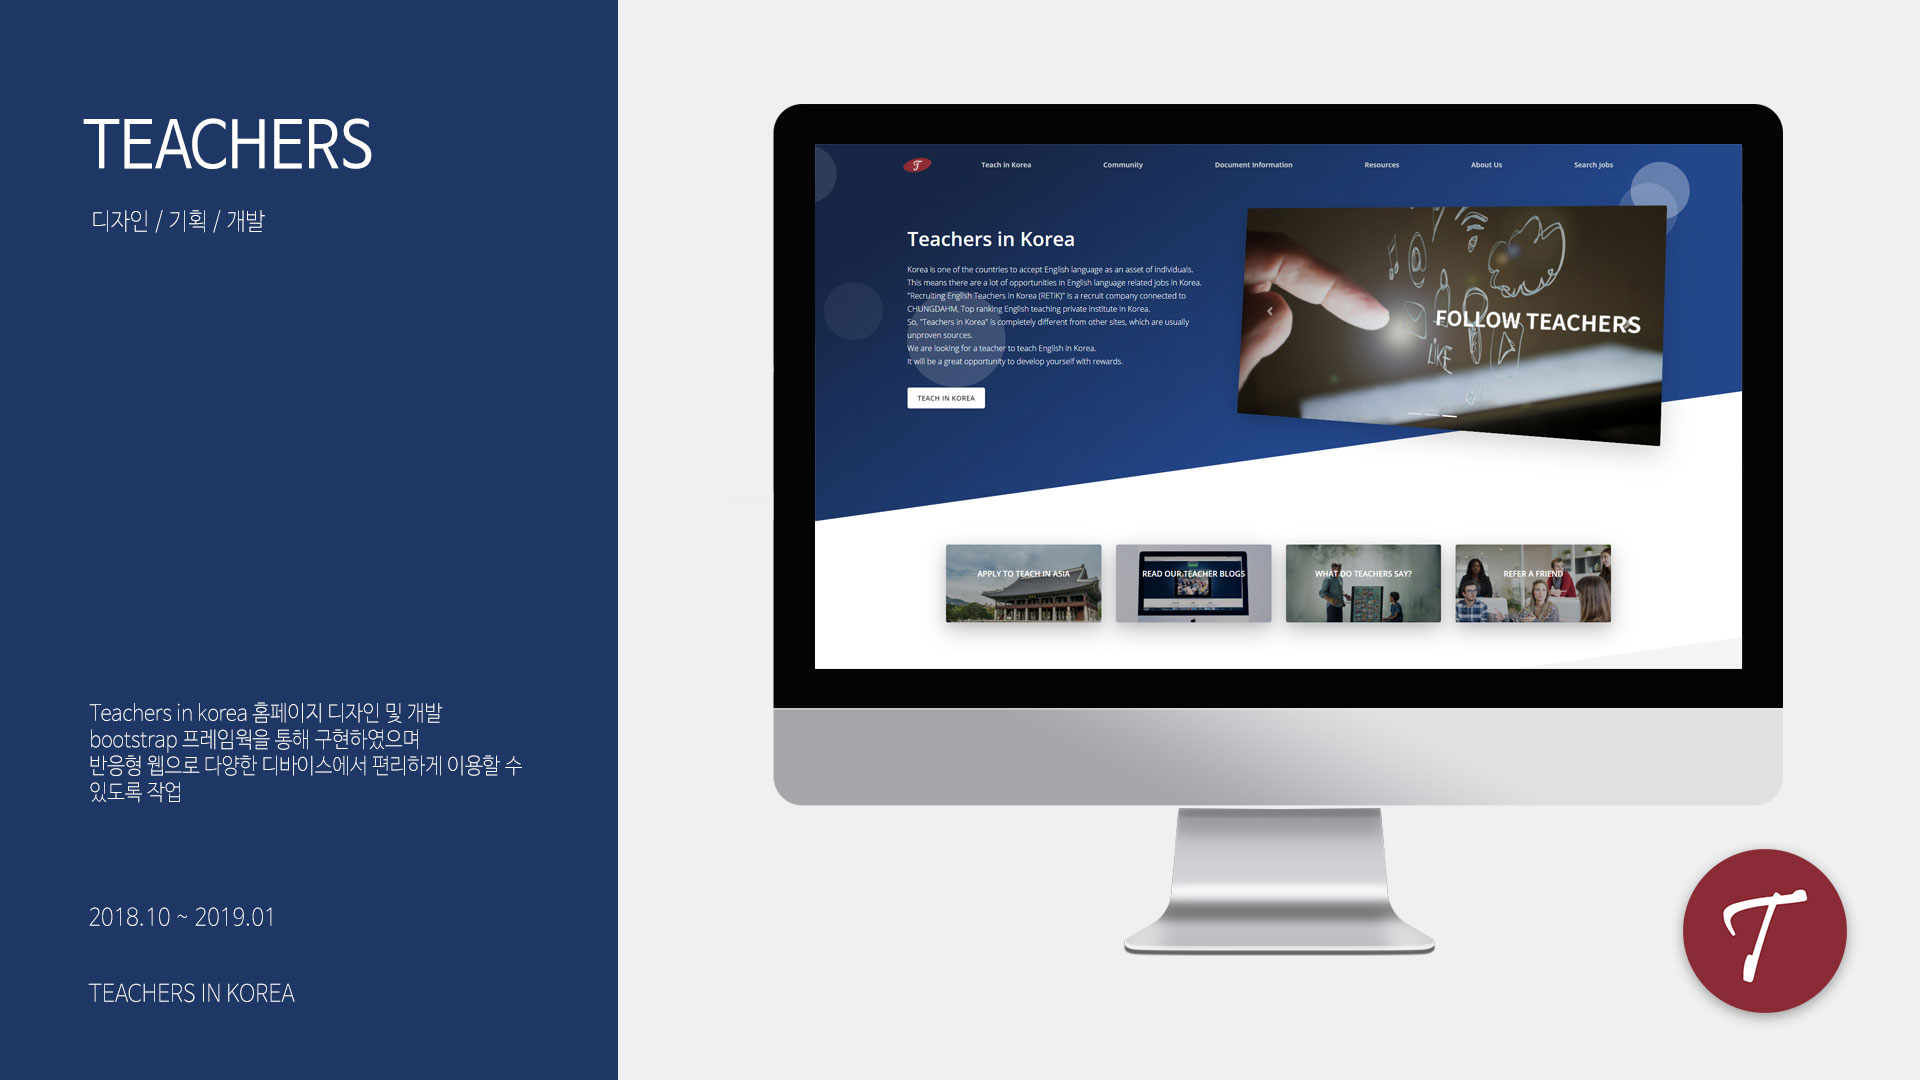 TEACHERS
디자인 / 기획 / 개발
Teachers in korea 홈페이지 디자인 및 개발
bootstrap 프레임웍을 통해 구현하였으며
반응형 웹으로 다양한 디바이스에서 편리하게 이용할 수
있도록 작업
2018.10 ~ 2019.01
TEACHERS IN KOREA
T
Teach in Korea
Community
Document Information
Resources
About Us
Search Jobs
Teachers in Korea
Korea is one of the countries to accept English language as an asset of individuals.
This means there are a lot of opportunities in English language related jobs in Korea.
"Recruiting English Teachers in Korea (RETIK)" is a recruit company connected to
CHUNGDAHM, Top ranking English teaching private institute in Korea.
So, "Teachers in Korea" is completely different from other sites, which are usually
unproven sources.
We are looking for a teacher to teach English in Korea.
It will be a great opportunity to develop yourself with rewards.
TEACH IN KOREA
@
FOLLOW TEACHERS
LIKE
APPLY TO TEACH IN ASIA
READ OUR TEACHER BLOGS
WHAT DO TEACHERS SAY?
REFER A FRIEND
T